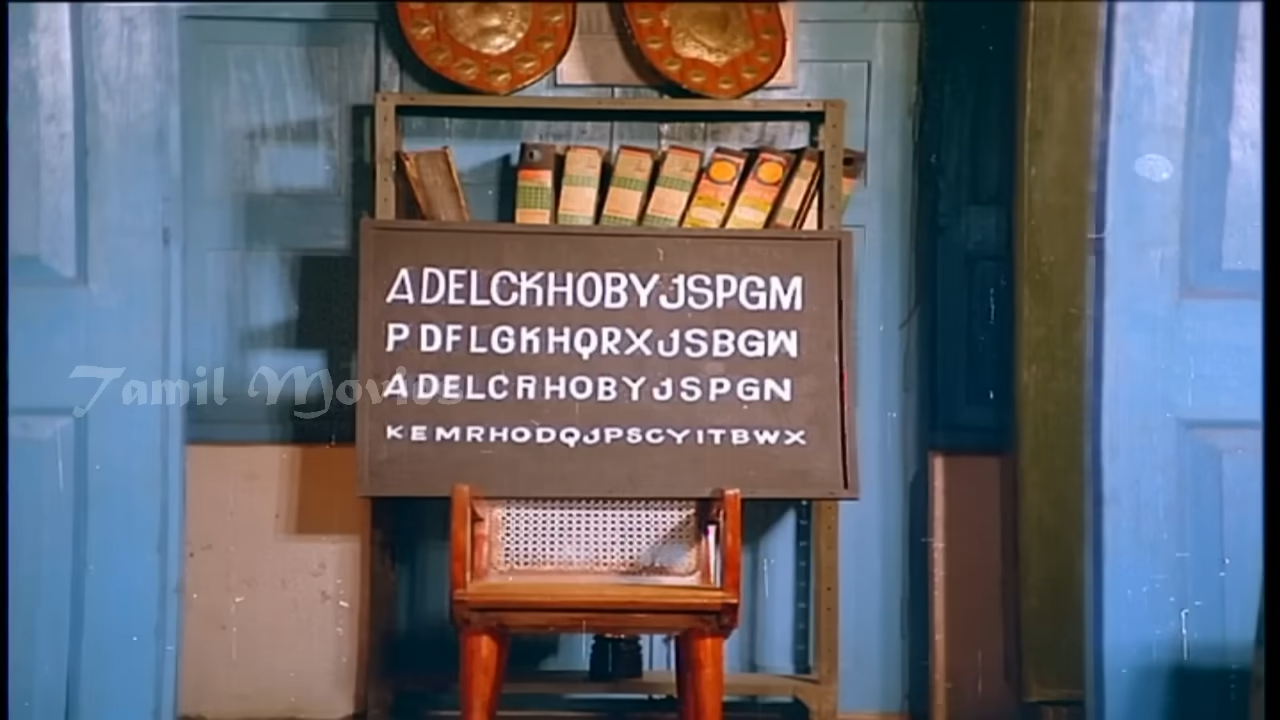 ADELCKHOBYJSPGM
PDFLGKHQRXJSBGW
ADELCRHOBYJSPGN
KEMRHODQJPSCYITBWX
Tamil Movies